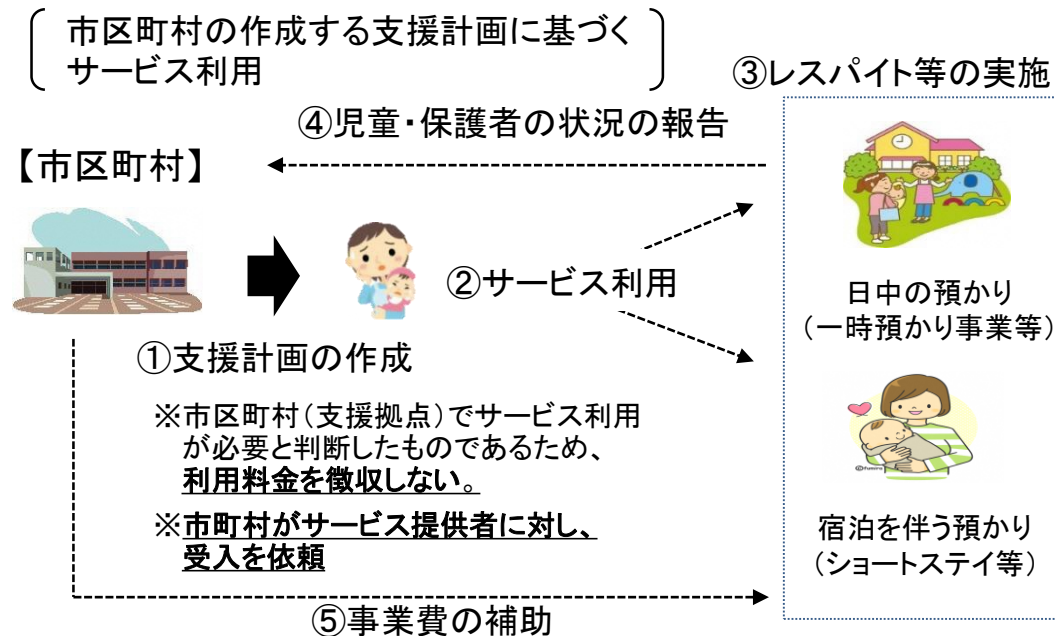 市区町村の作成する支援計画に基づく
サービス利用
③レスパイト等の実施
④児童・保護者の状況の報告
【市区町村】
②サービス利用
日中の預かり
（一時預かり事業等）
①支援計画の作成
※市区町村（支援拠点）でサービス利用
が必要と判断したものであるため、
利用料金を徴収しない。
※市町村がサービス提供者に対し、
受入を依頼
©fumira
宿泊を伴う預かり
（ショートステイ等）
⑤事業費の補助